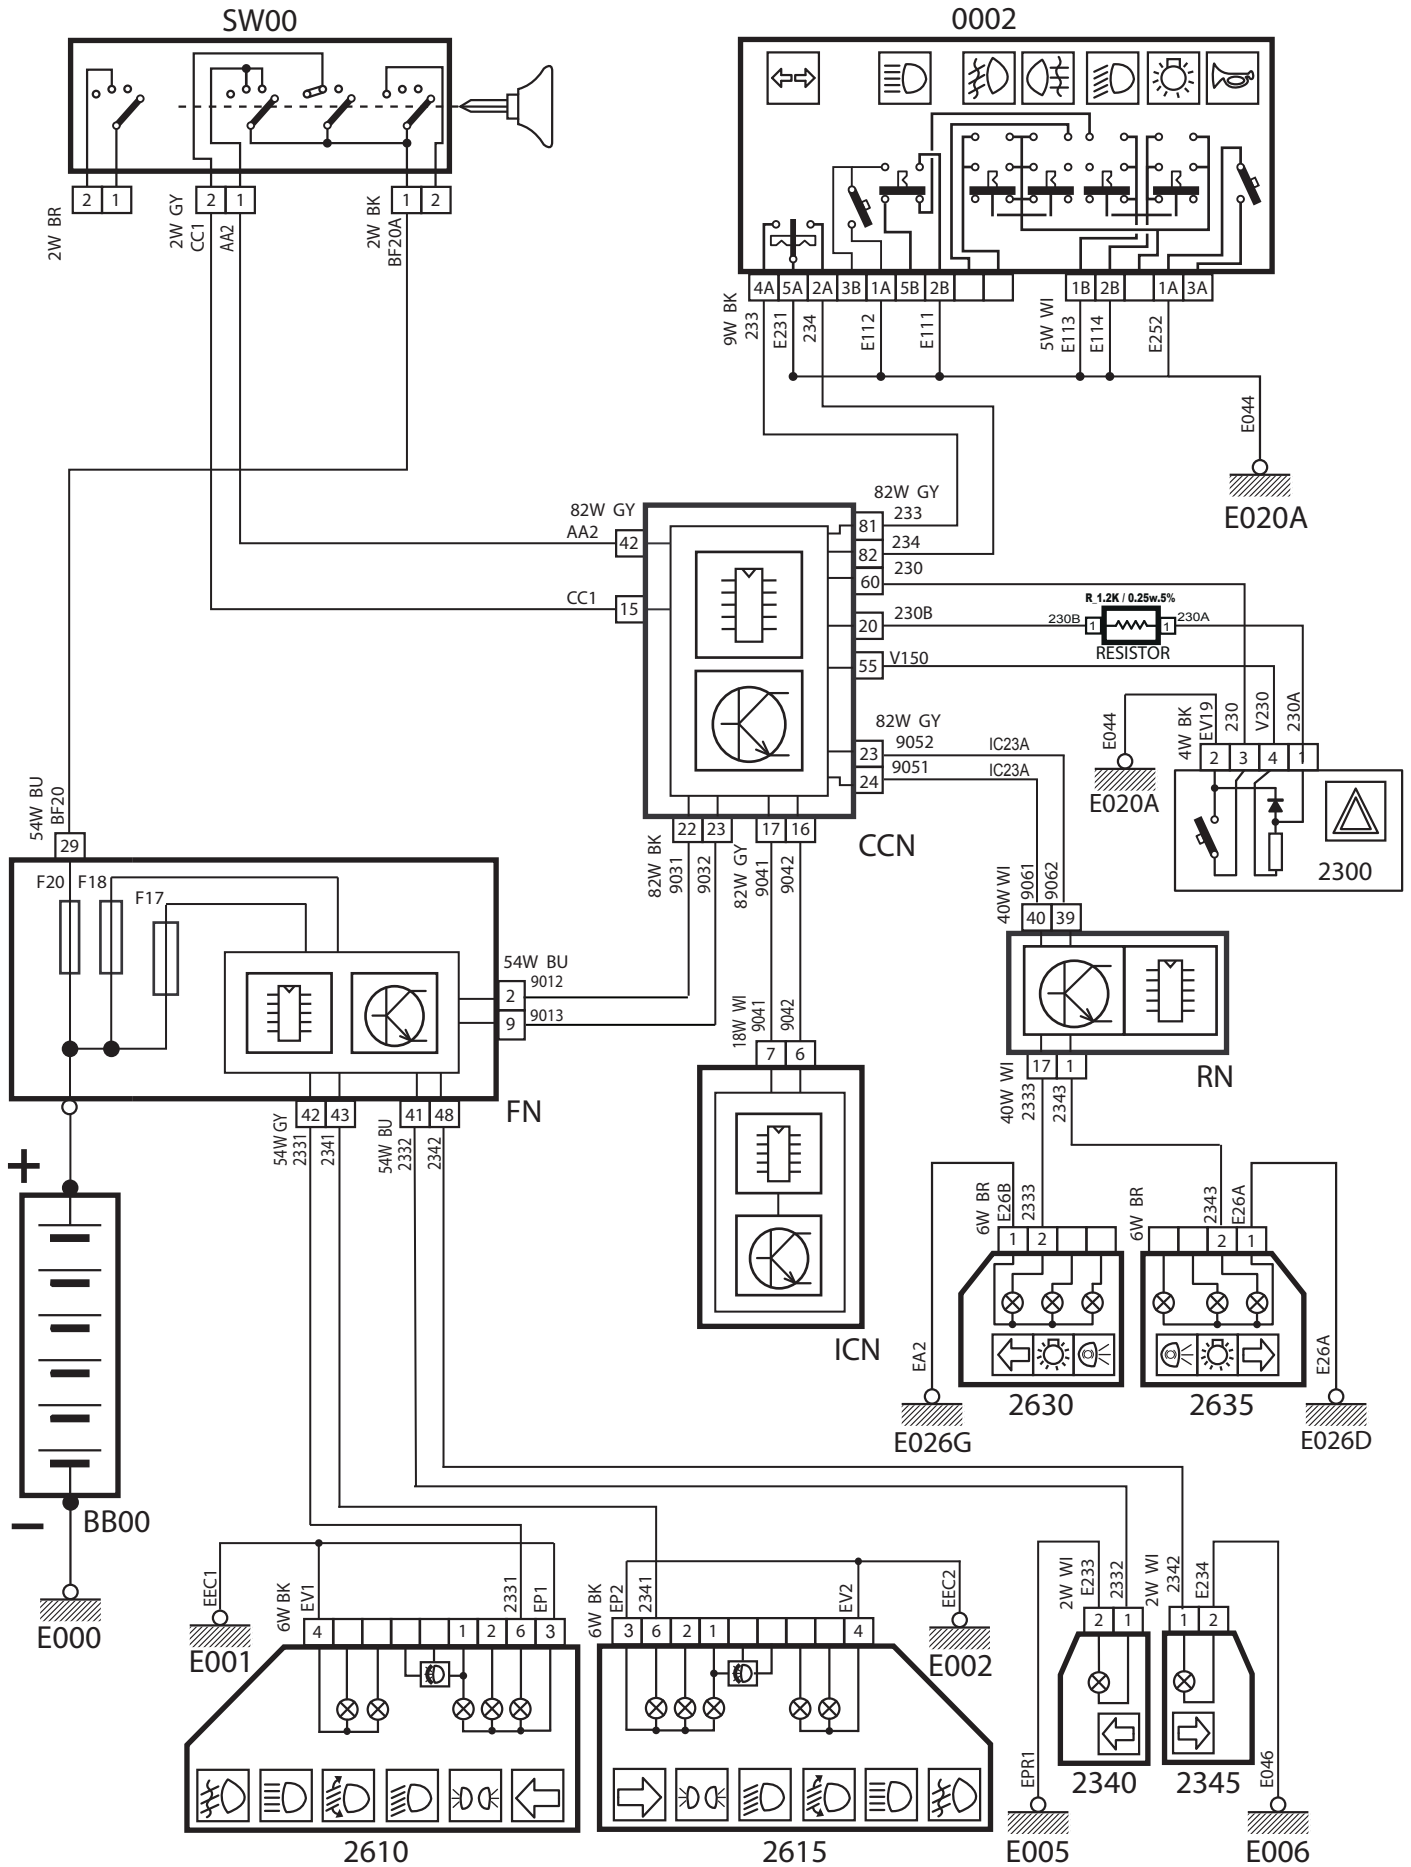 SW00
0002
2 1
2 1
1 2
2W BR
2W GY
CC1
AA2
2W BK
BF20A
4A 5A 2A 3B 1A 5B 2B
1B 2B 1A 3A
9W BK
233
E231
234
E112
E111
5W WI
E113
E114
E252
E044
E020A
82W GY
AA2
42
CC1
15
82W GY
81
233
82
234
60
230
20
230B
55
V150
82W GY
23
9052
24
9051
IC23A
IC23A
R_1.2K / 0.25w.5%
230B
1
1
230A
RESISTOR
CCN
22 23
17 16
82W BK
9031
9032
82W GY
9041
9042
E044
E020A
4W BK
EV19
230
V230
230A
2 3 4 1
2300
54W BU
BF20
29
F20
F18
F17
54W BU
2
9012
9
9013
FN
42 43
41 48
54W GY
2331
2341
54W BU
2332
2342
18W WI
9041
9042
7 6
ICN
40W WI
9061
9062
40 39
RN
17 1
40W WI
2333
2343
6W BR
E26B
2333
1 2
6W BR
2343
E26A
2 1
EA2
E026G
2630
2635
E26A
E026D
+
−
BB00
E000
EEC1
E001
6W BK
EV1
2331
EP1
4 1 2 6 3
2610
6W BK
EP2
2341
EV2
3 6 2 1 4
EEC2
E002
2615
2W WI
E233
2332
2 1
2W WI
2342
E234
1 2
EPR1
E005
2340
2345
E046
E006